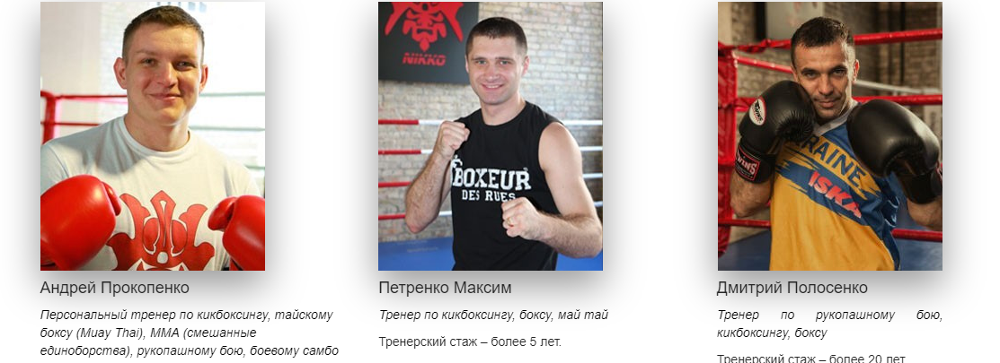 NIKKO
BOXEUR
DES RUES
TWINS
UKRAINE
ISKA
Андрей Прокопенко
Персональный тренер по кикбоксингу, тайскому
боксу (Muay Thai), MMA (смешанные
единоборства), рукопашному бою, боевому самбо
Петренко Максим
Тренер по кикбоксингу, боксу, май тай
Тренерский стаж – более 5 лет.
Дмитрий Полосенко
Тренер по рукопашному бою,
кикбоксингу, боксу
Тренерский стаж – более 20 лет